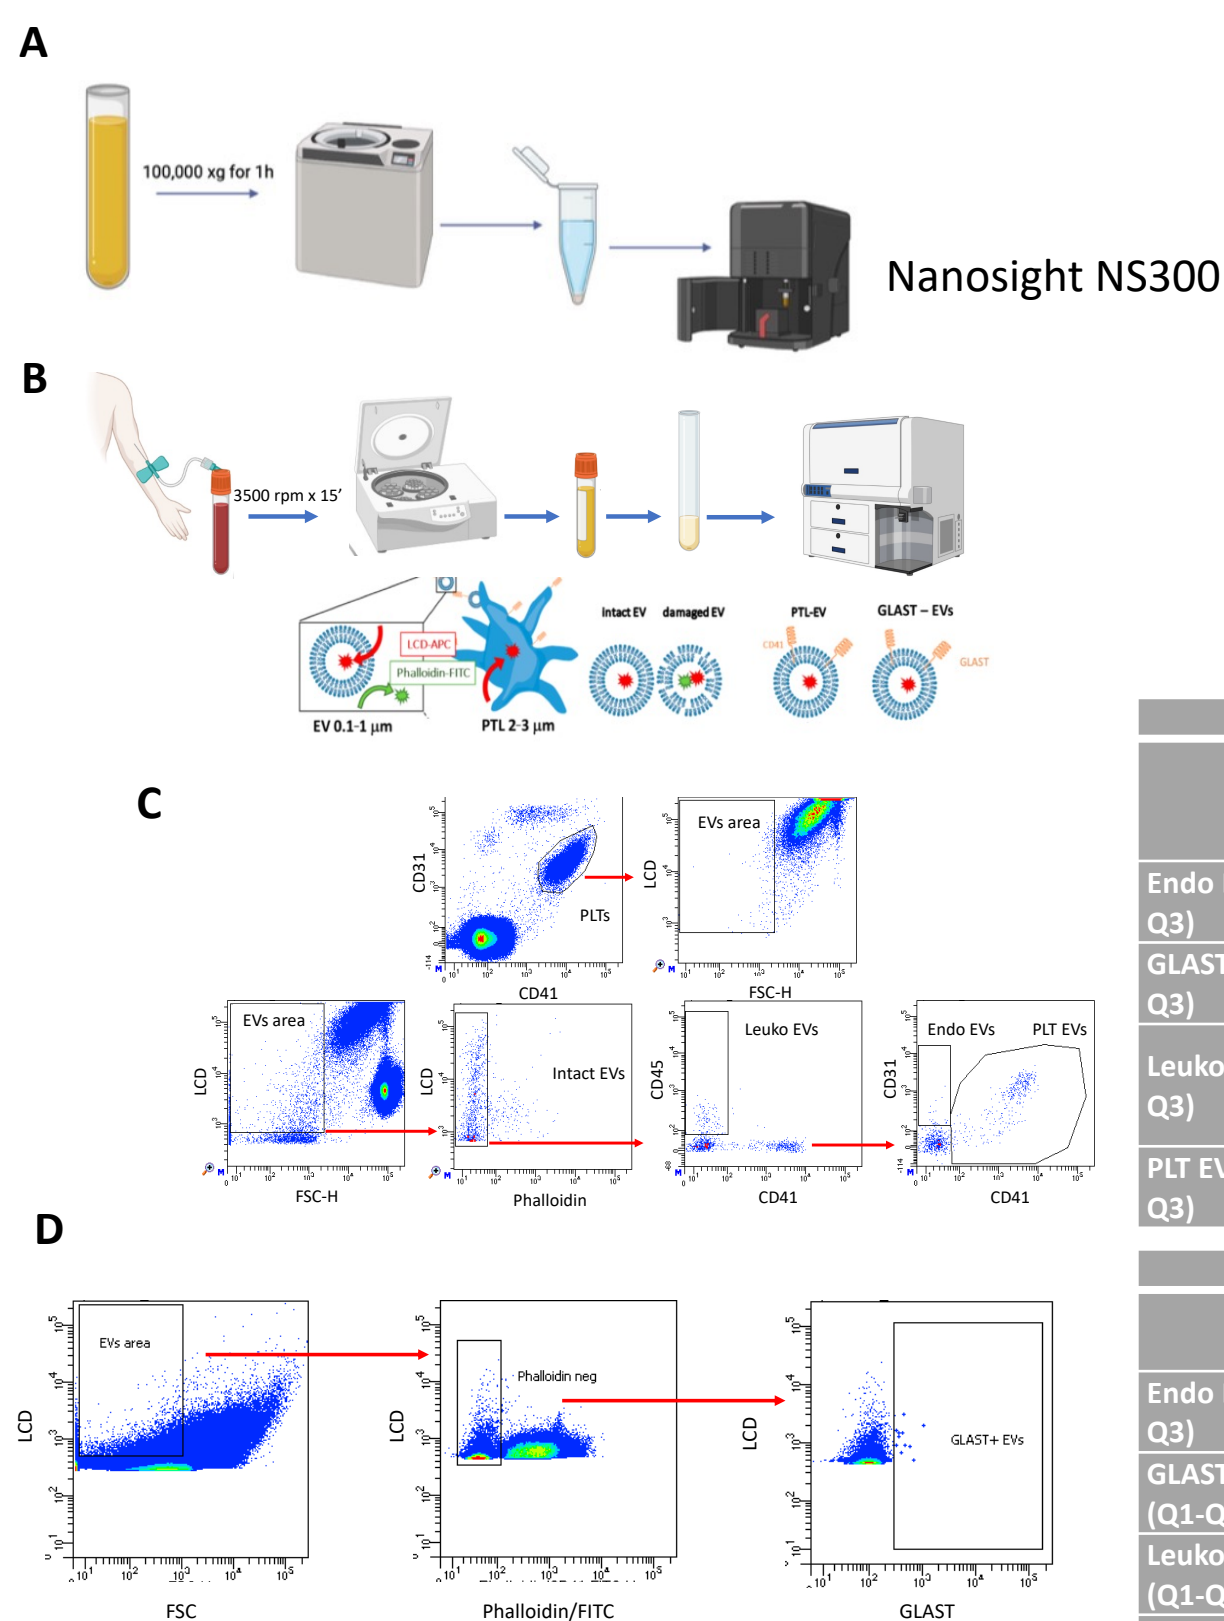 A
100,000 xg for 1h
Nanosight NS300
B
3500 rpm x 15’
LCD-APC
Phalloidin-FITC
EV 0.1-1 µm
PTL 2-3 µm
Intact EV
damaged EV
PTL-EV
GLAST – EVs
CD41
GLAST
C
CD31
PLTs
CD41
EVs area
LCD
FSC-H
EVs area
LCD
FSC-H
Intact EVs
LCD
Phalloidin
Leuko EVs
CD45
CD41
Endo EVs
PLT EVs
CD31
CD41
D
EVs area
LCD
FSC
Phalloidin neg
LCD
Phalloidin/FITC
GLAST+ EVs
LCD
GLAST
Endo
Q3)
GLAST
Q3)
Leuko
Q3)
PLT EV
Q3)
Endo
Q3)
GLAST
(Q1-Q
Leuko
(Q1-Q